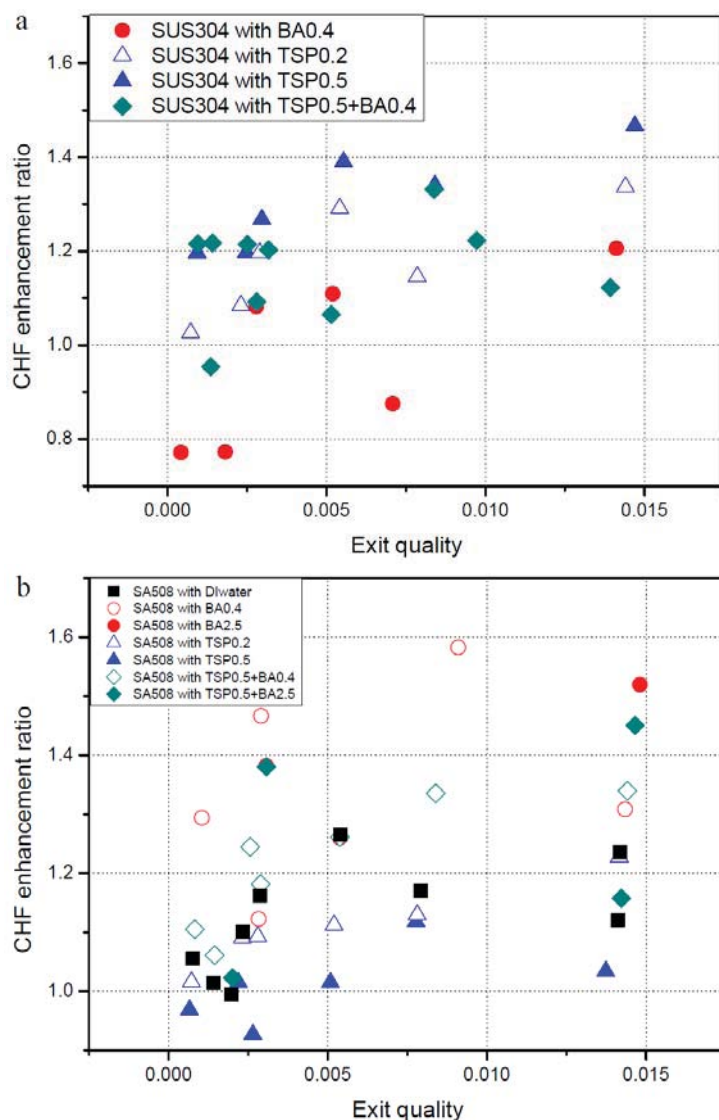 a
SUS304 with BA0.4
SUS304 with TSP0.2
SUS304 with TSP0.5
SUS304 with TSP0.5+BA0.4
1.6
1.4
1.2
1.0
0.8
CHF enhancement ratio
0.000 0.005 0.010 0.015
Exit quality
b
SA508 with DIwater
SA508 with BA0.4
SA508 with BA2.5
SA508 with TSP0.2
SA508 with TSP0.5
SA508 with TSP0.5+BA0.4
SA508 with TSP0.5+BA2.5
1.6
1.4
1.2
1.0
CHF enhancement ratio
0.000 0.005 0.010 0.015
Exit quality